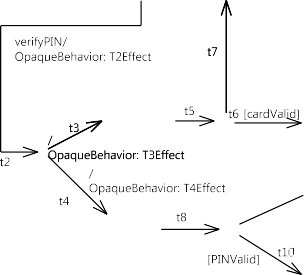 t7
verifyPIN/
OpaqueBehavior: T2Effect
t5
t6 [cardValid]
t3
/
OpaqueBehavior: T3Effect
t2
/
OpaqueBehavior: T4Effect
t4
t8
[PINValid]
t10